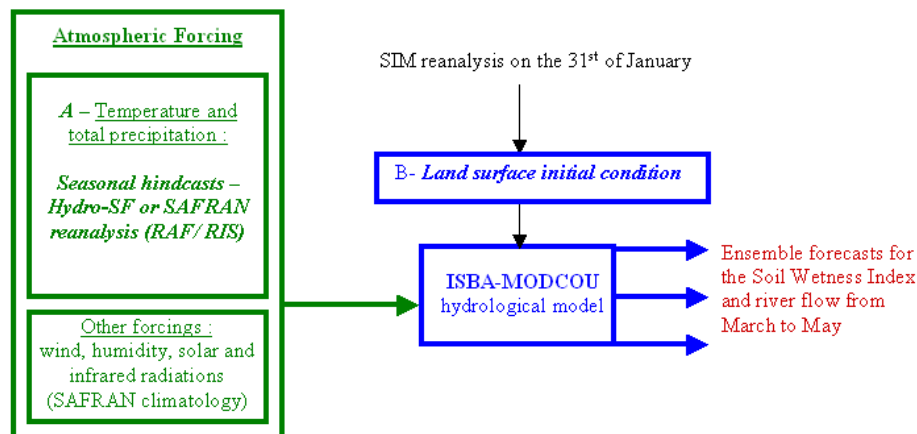 Atmospheric Forcing
A – Temperature and
total precipitation :
Seasonal hindcasts –
Hydro-SF or SAFRAN
reanalysis (RAF/ RIS)
Other forcings :
wind, humidity, solar and
infrared radiations
(SAFRAN climatology)
SIM reanalysis on the 31st of January
B- Land surface initial condition
ISBA-MODCOU
hydrological model
Ensemble forecasts for
the Soil Wetness Index
and river flow from
March to May